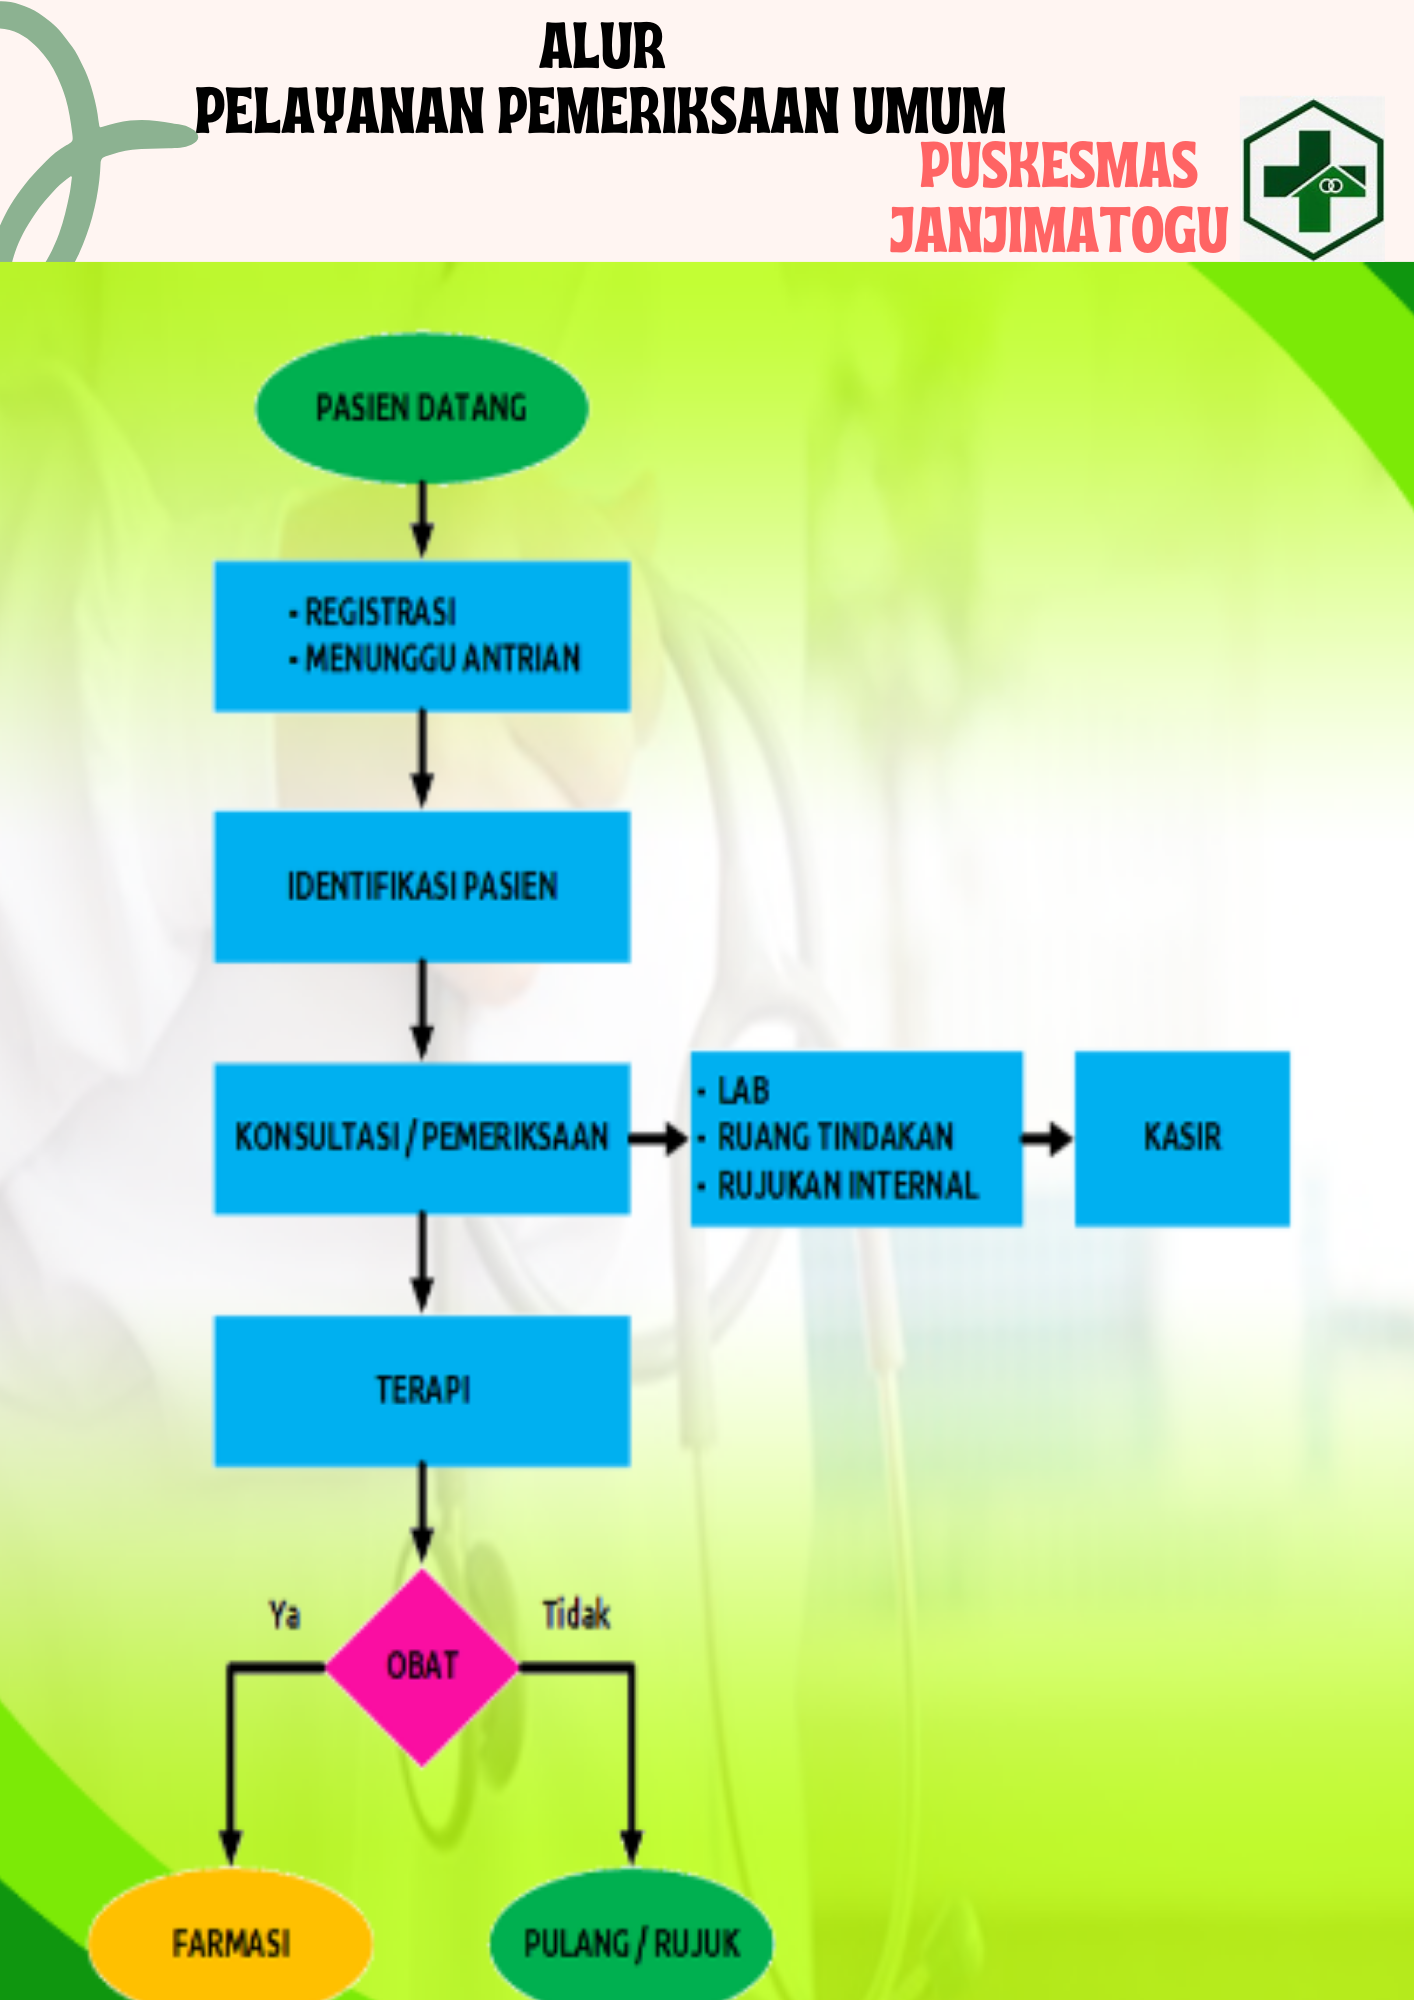 ALUR
PELAYANAN PEMERIKSAAN UMUM
PUSKESMAS
JANJIMATOGU
PASIEN DATANG
- REGISTRASI
- MENUNGGU ANTRIAN
IDENTIFIKASI PASIEN
KONSULTASI / PEMERIKSAAN
- LAB
- RUANG TINDAKAN
- RUJUKAN INTERNAL
KASIR
TERAPI
Ya
Tidak
OBAT
FARMASI
PULANG / RUJUK